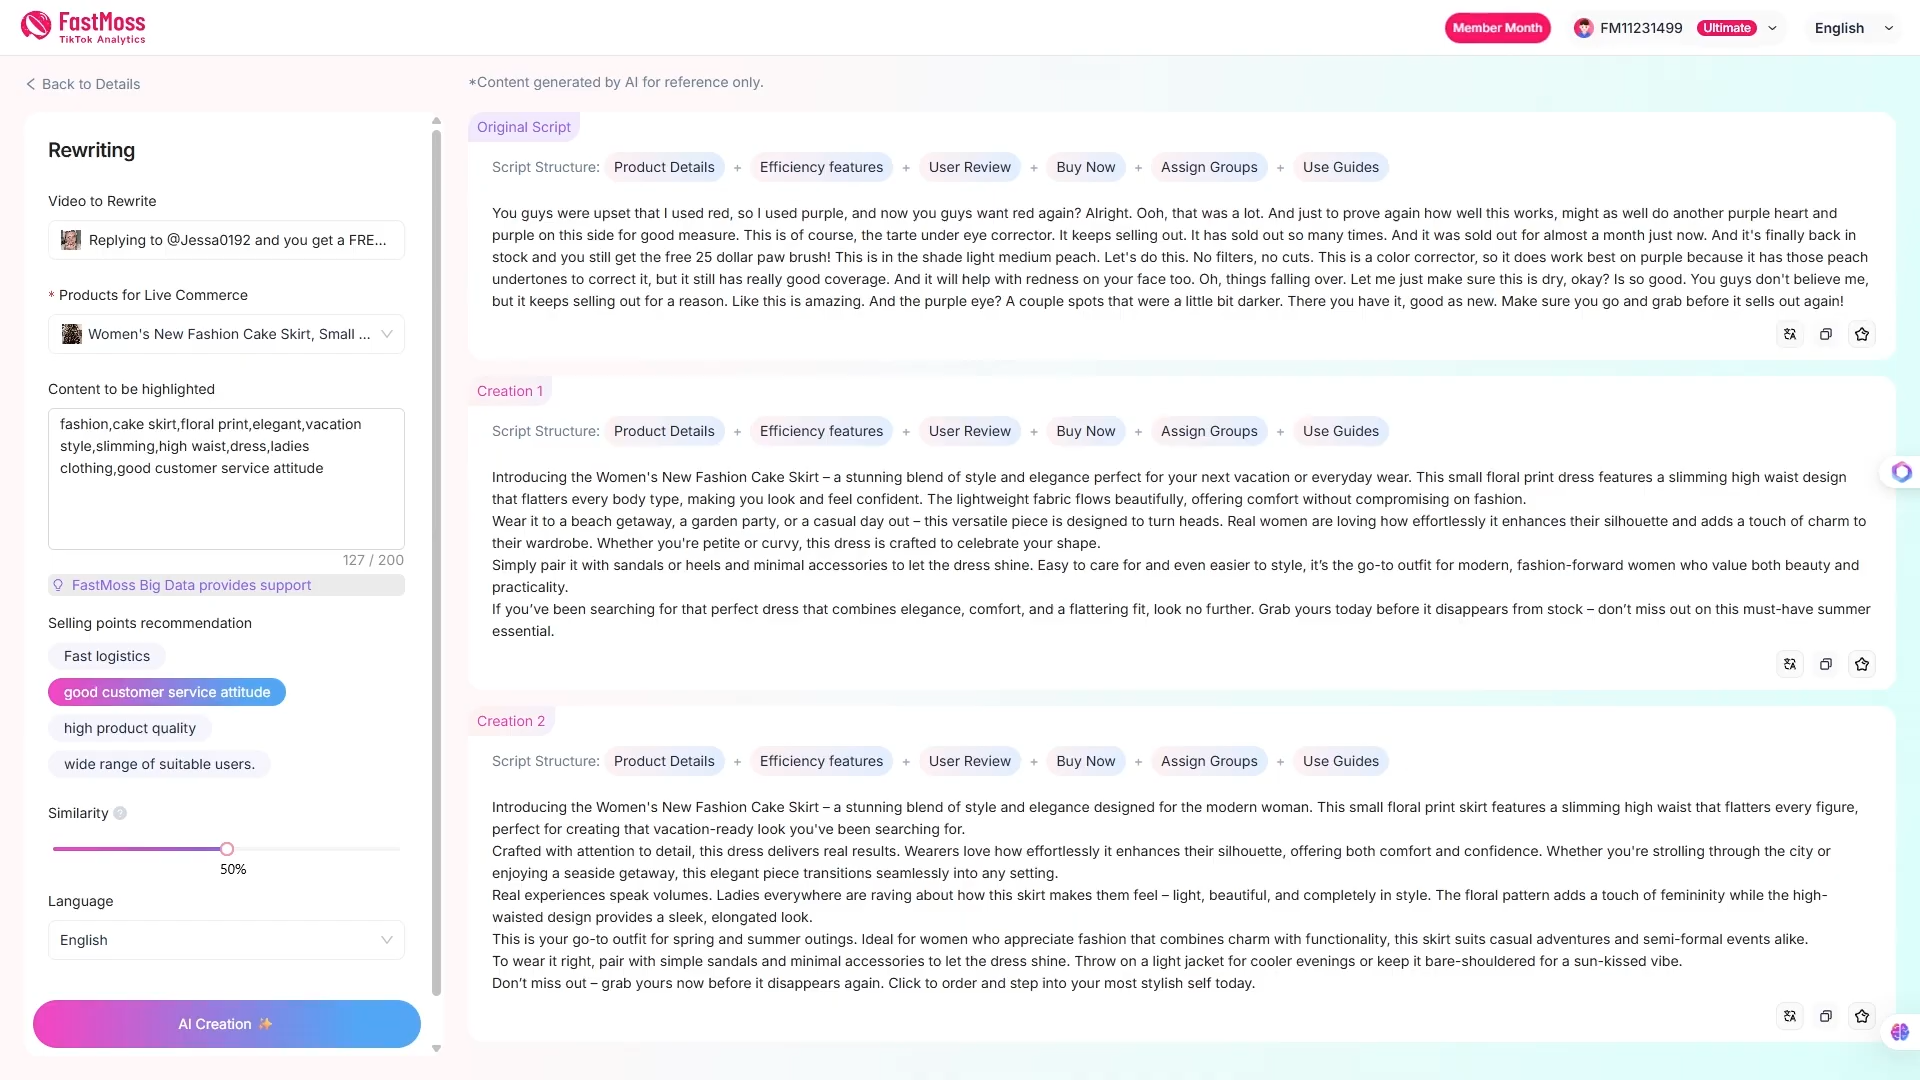 FastMoss
TikTok Analytics
Member Month
FM11231499
Ultimate
English
Back to Details
*Content generated by AI for reference only.
Rewriting
Video to Rewrite
Replying to @Jessa0192 and you get a FRE...
* Products for Live Commerce
Women's New Fashion Cake Skirt, Small ...
Content to be highlighted
fashion,cake skirt,floral print,elegant,vacation
style,slimming,high waist,dress,ladies
clothing,good customer service attitude
127 / 200
FastMoss Big Data provides support
Selling points recommendation
Fast logistics
good customer service attitude
high product quality
wide range of suitable users.
Similarity
50%
Language
English
AI Creation
Original Script
Script Structure: Product Details + Efficiency features + User Review + Buy Now + Assign Groups + Use Guides
You guys were upset that I used red, so I used purple, and now you guys want red again? Alright. Ooh, that was a lot. And just to prove again how well this works, might as well do another purple heart and
purple on this side for good measure. This is of course, the tarte under eye corrector. It keeps selling out. It has sold out so many times. And it was sold out for almost a month just now. And it's finally back in
stock and you still get the free 25 dollar paw brush! This is in the shade light medium peach. Let's do this. No filters, no cuts. This is a color corrector, so it does work best on purple because it has those peach
undertones to correct it, but it still has really good coverage. And it will help with redness on your face too. Oh, things falling over. Let me just make sure this is dry, okay? Is so good. You guys don't believe me,
but it keeps selling out for a reason. Like this is amazing. And the purple eye? A couple spots that were a little bit darker. There you have it, good as new. Make sure you go and grab before it sells out again!
Creation 1
Script Structure: Product Details + Efficiency features + User Review + Buy Now + Assign Groups + Use Guides
Introducing the Women's New Fashion Cake Skirt – a stunning blend of style and elegance perfect for your next vacation or everyday wear. This small floral print dress features a slimming high waist design
that flatters every body type, making you look and feel confident. The lightweight fabric flows beautifully, offering comfort without compromising on fashion.
Wear it to a beach getaway, a garden party, or a casual day out – this versatile piece is designed to turn heads. Real women are loving how effortlessly it enhances their silhouette and adds a touch of charm to
their wardrobe. Whether you're petite or curvy, this dress is crafted to celebrate your shape.
Simply pair it with sandals or heels and minimal accessories to let the dress shine. Easy to care for and even easier to style, it’s the go-to outfit for modern, fashion-forward women who value both beauty and
practicality.
If you’ve been searching for that perfect dress that combines elegance, comfort, and a flattering fit, look no further. Grab yours today before it disappears from stock – don’t miss out on this must-have summer
essential.
Creation 2
Script Structure: Product Details + Efficiency features + User Review + Buy Now + Assign Groups + Use Guides
Introducing the Women's New Fashion Cake Skirt – a stunning blend of style and elegance designed for the modern woman. This small floral print skirt features a slimming high waist that flatters every figure,
perfect for creating that vacation-ready look you've been searching for.
Crafted with attention to detail, this dress delivers real results. Wearers love how effortlessly it enhances their silhouette, offering both comfort and confidence. Whether you're strolling through the city or
enjoying a seaside getaway, this elegant piece transitions seamlessly into any setting.
Real experiences speak volumes. Ladies everywhere are raving about how this skirt makes them feel – light, beautiful, and completely in style. The floral pattern adds a touch of femininity while the high-
waisted design provides a sleek, elongated look.
This is your go-to outfit for spring and summer outings. Ideal for women who appreciate fashion that combines charm with functionality, this skirt suits casual adventures and semi-formal events alike.
To wear it right, pair with simple sandals and minimal accessories to let the dress shine. Throw on a light jacket for cooler evenings or keep it bare-shouldered for a sun-kissed vibe.
Don’t miss out – grab yours now before it disappears again. Click to order and step into your most stylish self today.